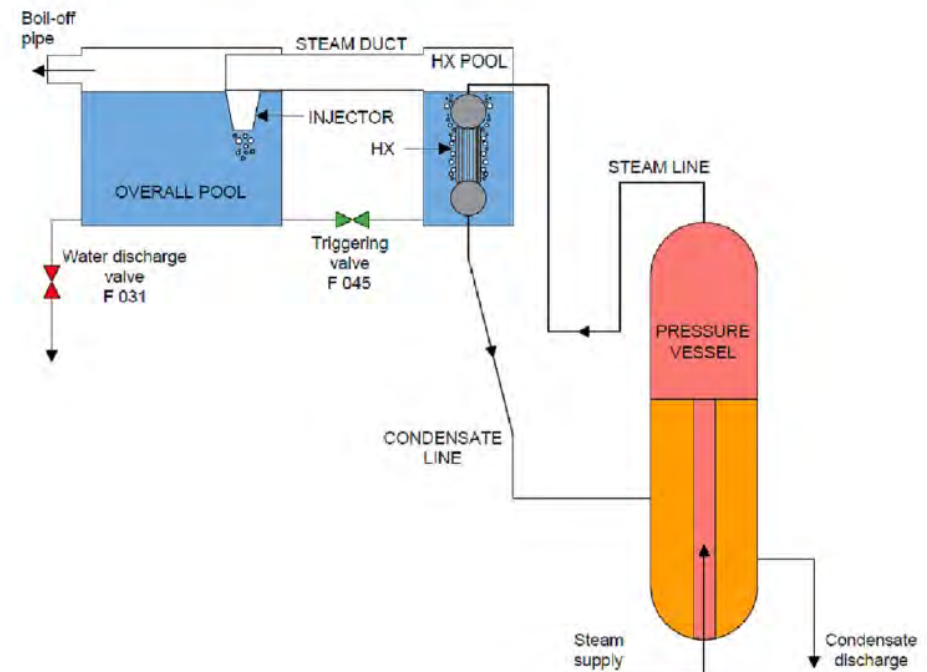 Boil-off
pipe
STEAM DUCT
HX POOL
INJECTOR
HX
OVERALL POOL
STEAM LINE
Water discharge
valve
F 031
Triggering
valve
F 045
PRESSURE
VESSEL
CONDENSATE
LINE
Steam
supply
Condensate
discharge